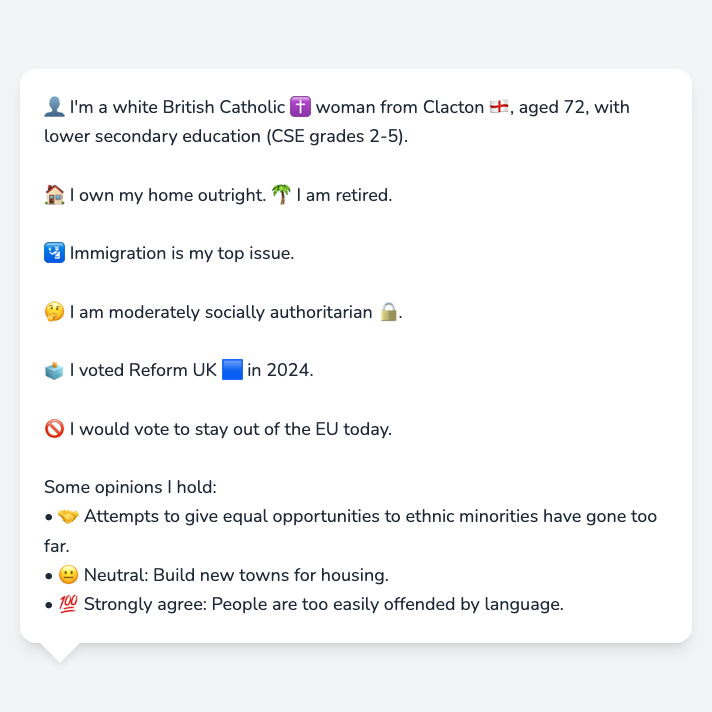 👤 I'm a white British Catholic ✝️ woman from Clacton 🏴󠁧󠁢󠁥󠁮󠁧󠁿, aged 72, with
lower secondary education (CSE grades 2-5).
🏠 I own my home outright. 🌴 I am retired.
🛂 Immigration is my top issue.
🤔 I am moderately socially authoritarian 🔒.
🗳️ I voted Reform UK 🟦 in 2024.
🚫 I would vote to stay out of the EU today.
Some opinions I hold:
• 🤝 Attempts to give equal opportunities to ethnic minorities have gone too
far.
• 😐 Neutral: Build new towns for housing.
• 💯 Strongly agree: People are too easily offended by language.